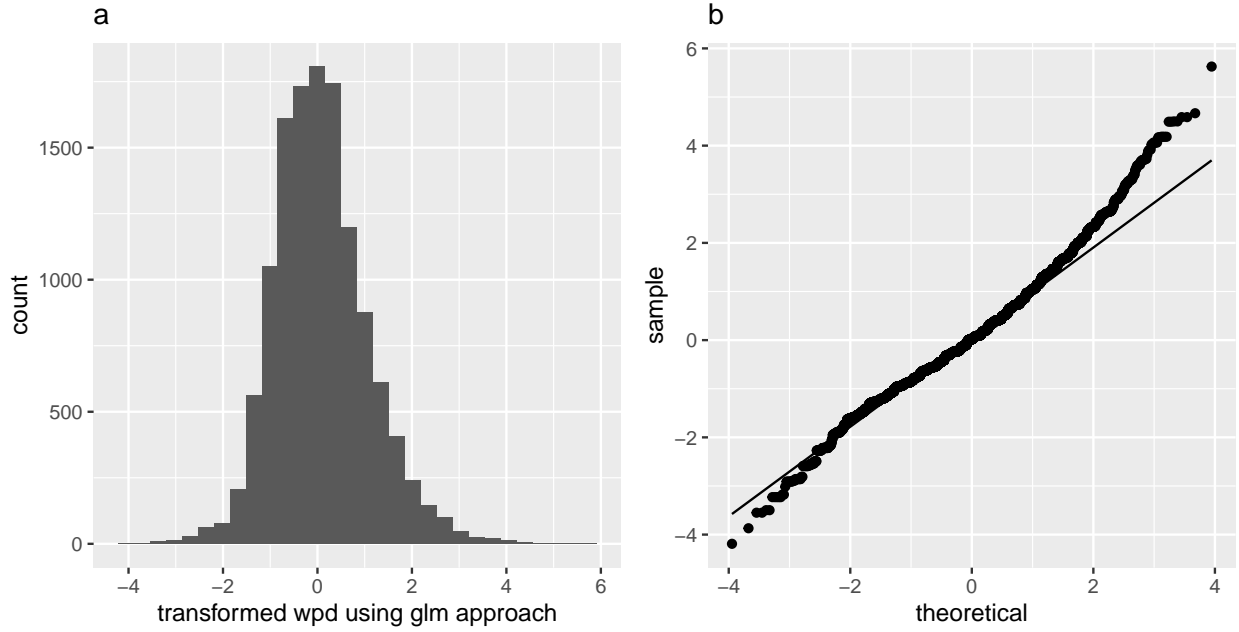 a
1500
1000
500
0
count
−4 −2 0 2 4 6
transformed wpd using glm approach
b
6
4
2
0
−2
−4
sample
−4 −2 0 2 4
theoretical